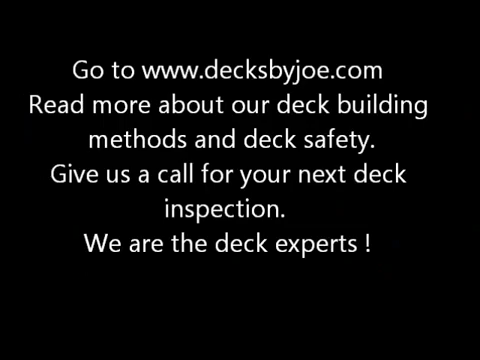 Go to www.decksbyjoe.com
Read more about our deck building
methods and deck safety.
Give us a call for your next deck
inspection.
We are the deck experts !